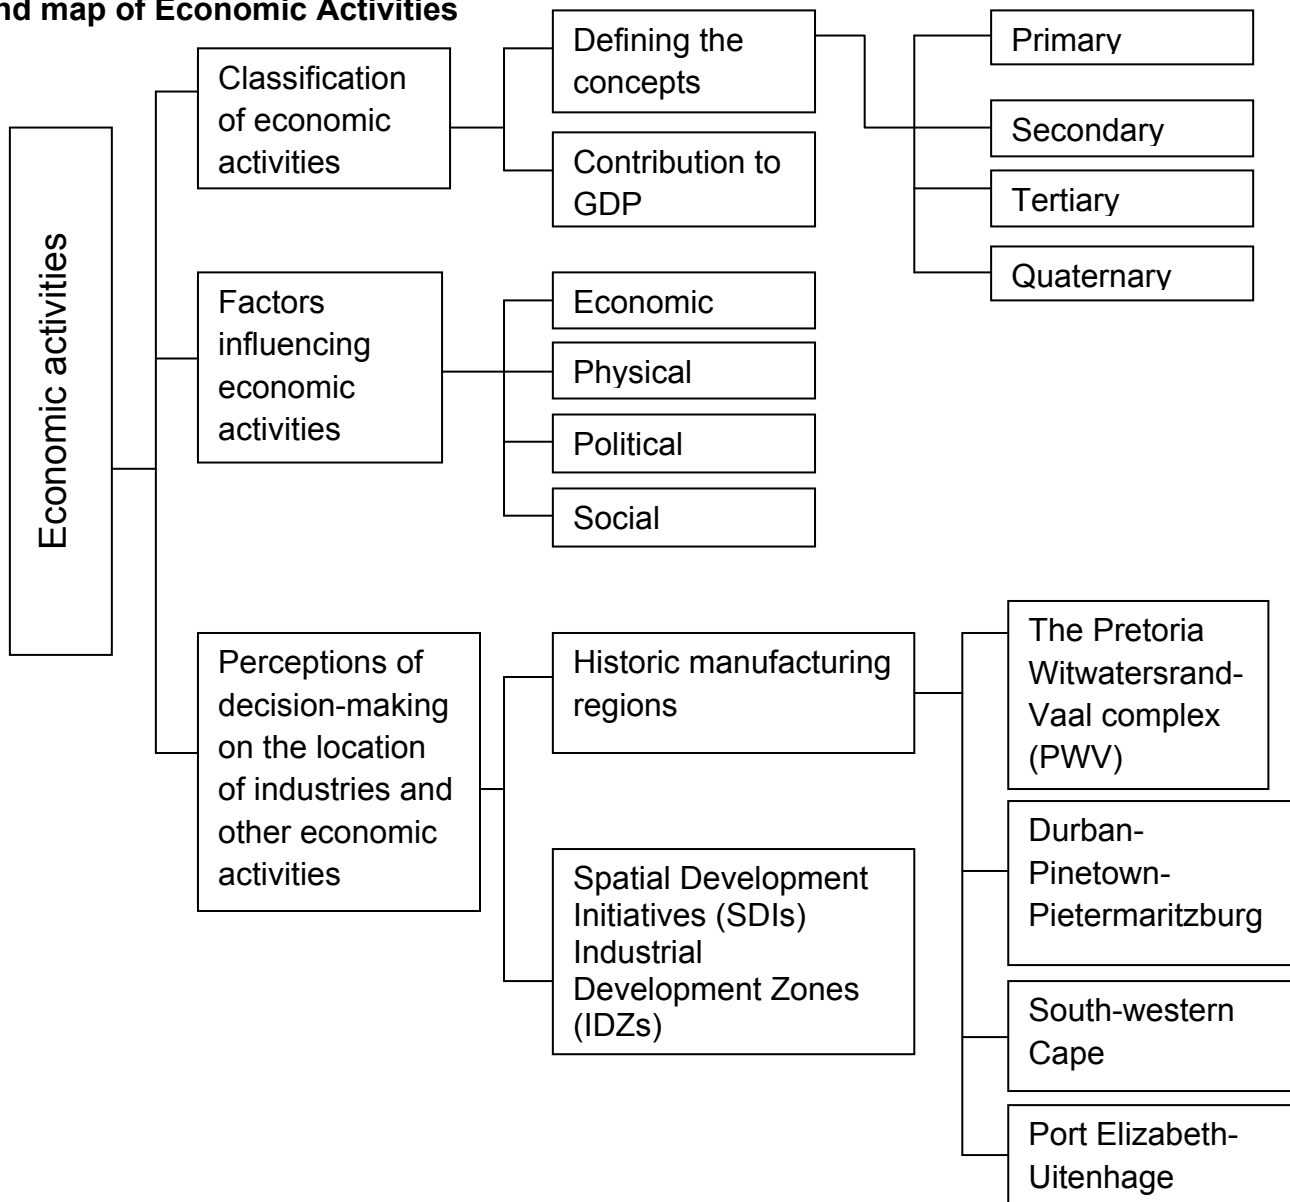 nd map of Economic Activities
Economic activities
Classification
of economic
activities
Defining the
concepts
Contribution to
GDP
Primary
Secondary
Tertiary
Quaternary
Factors
influencing
economic
activities
Economic
Physical
Political
Social
Perceptions of
decision-making
on the location
of industries and
other economic
activities
Historic manufacturing
regions
Spatial Development
Initiatives (SDIs)
Industrial
Development Zones
(IDZs)
The Pretoria
Witwatersrand-
Vaal complex
(PWV)
Durban-
Pinetown-
Pietermaritzburg
South-western
Cape
Port Elizabeth-
Uitenhage